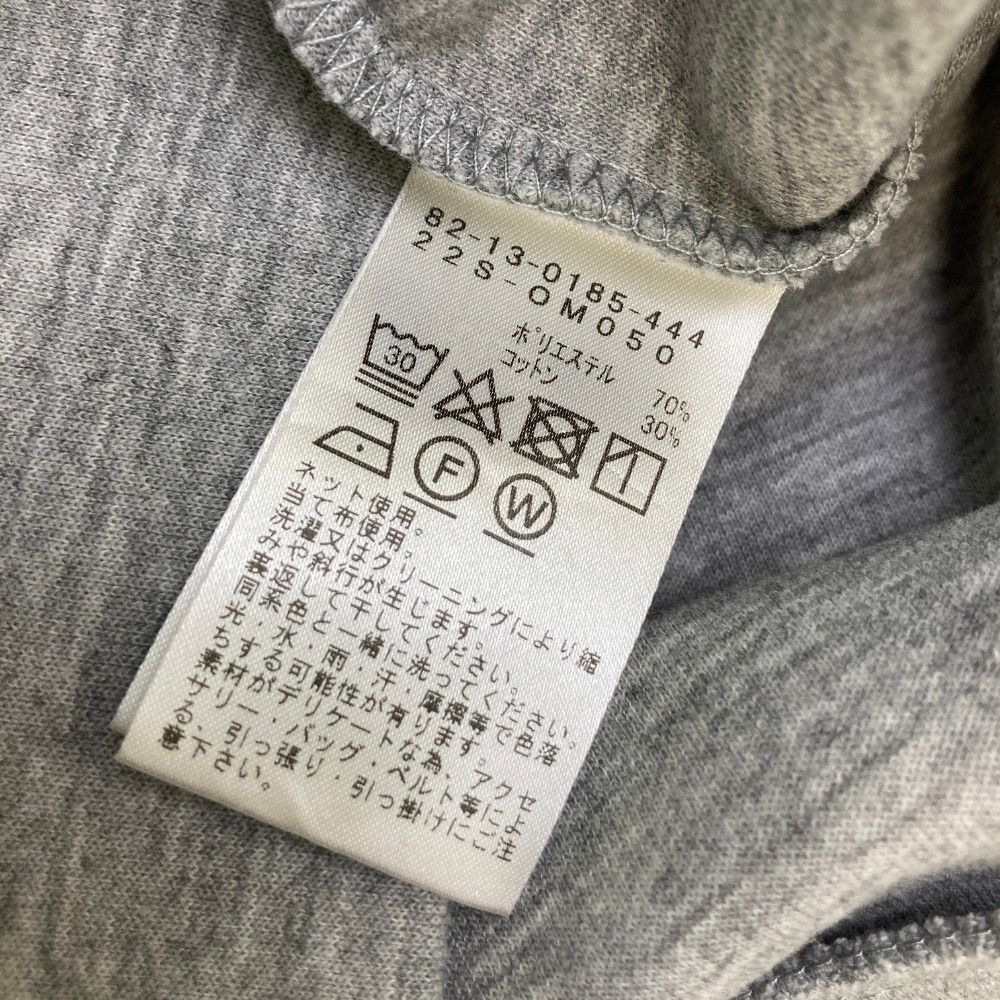 82-13-0185-444
22S-OM050
ポリエステル 70%
コットン 30%
30
F W
ネット使用。
当て布使用。
洗濯又はクリーニングにより縮
みや斜行が生じます。
裏返して干してください。
同系色と一緒に洗ってください。
光・水・雨・汗・摩擦等で色落
ちする可能性が有ります。
素材がデリケートな為、アクセ
サリー・バッグ・ベルト等によ
る、引っ張り・引っ掛けにご注
意下さい。